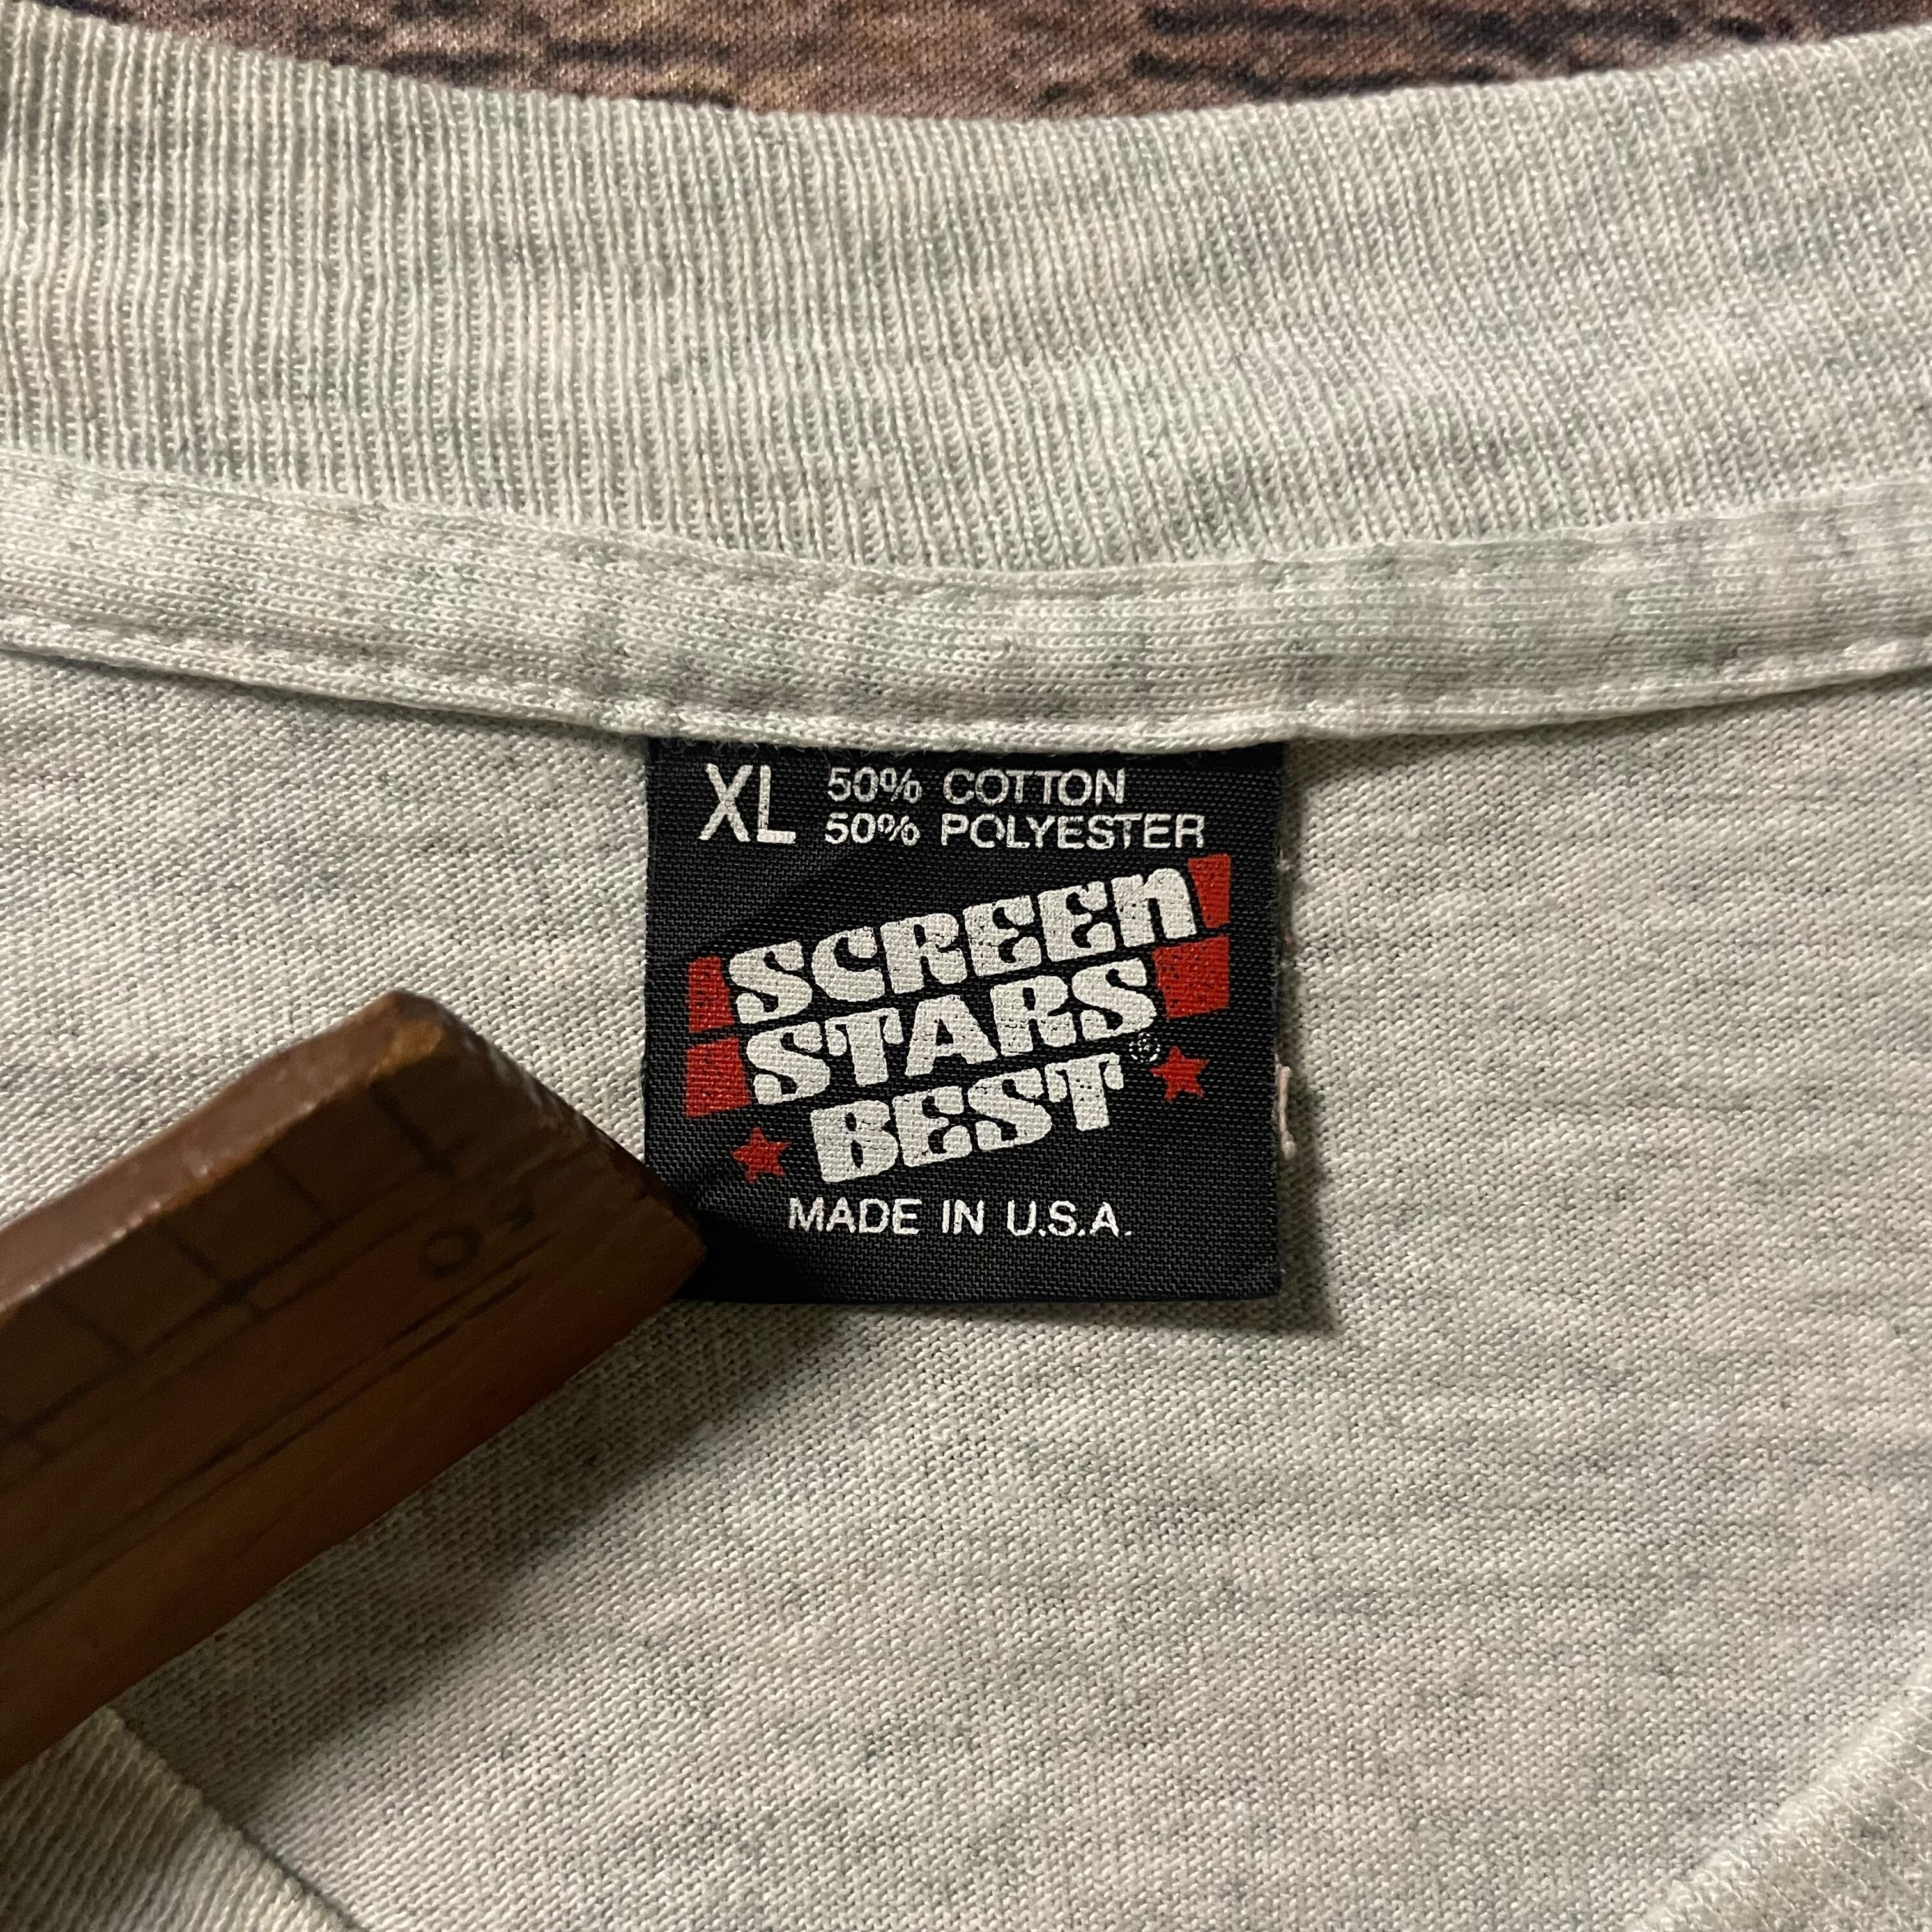 XL 50% COTTON
50% POLYESTER
SCREEn
STARS
BEST®
MADE IN U.S.A.